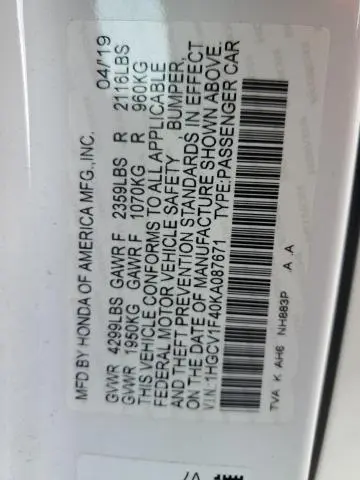 MFD BY HONDA OF AMERICA MFG., INC. 04/19
GVWR 4299LBS GAWR F 2359LBS R 2116LBS
GVWR 1950KG GAWR F 1070KG R 960KG
THIS VEHICLE CONFORMS TO ALL APPLICABLE
FEDERAL MOTOR VEHICLE SAFETY BUMPER,
AND THEFT PREVENTION STANDARDS IN EFFECT
ON THE DATE OF MANUFACTURE SHOWN ABOVE.
V.I.N.:1HGCV1F40KA087671 TYPE:PASSENGER CAR
TVA K AH6 NH883P .A .A